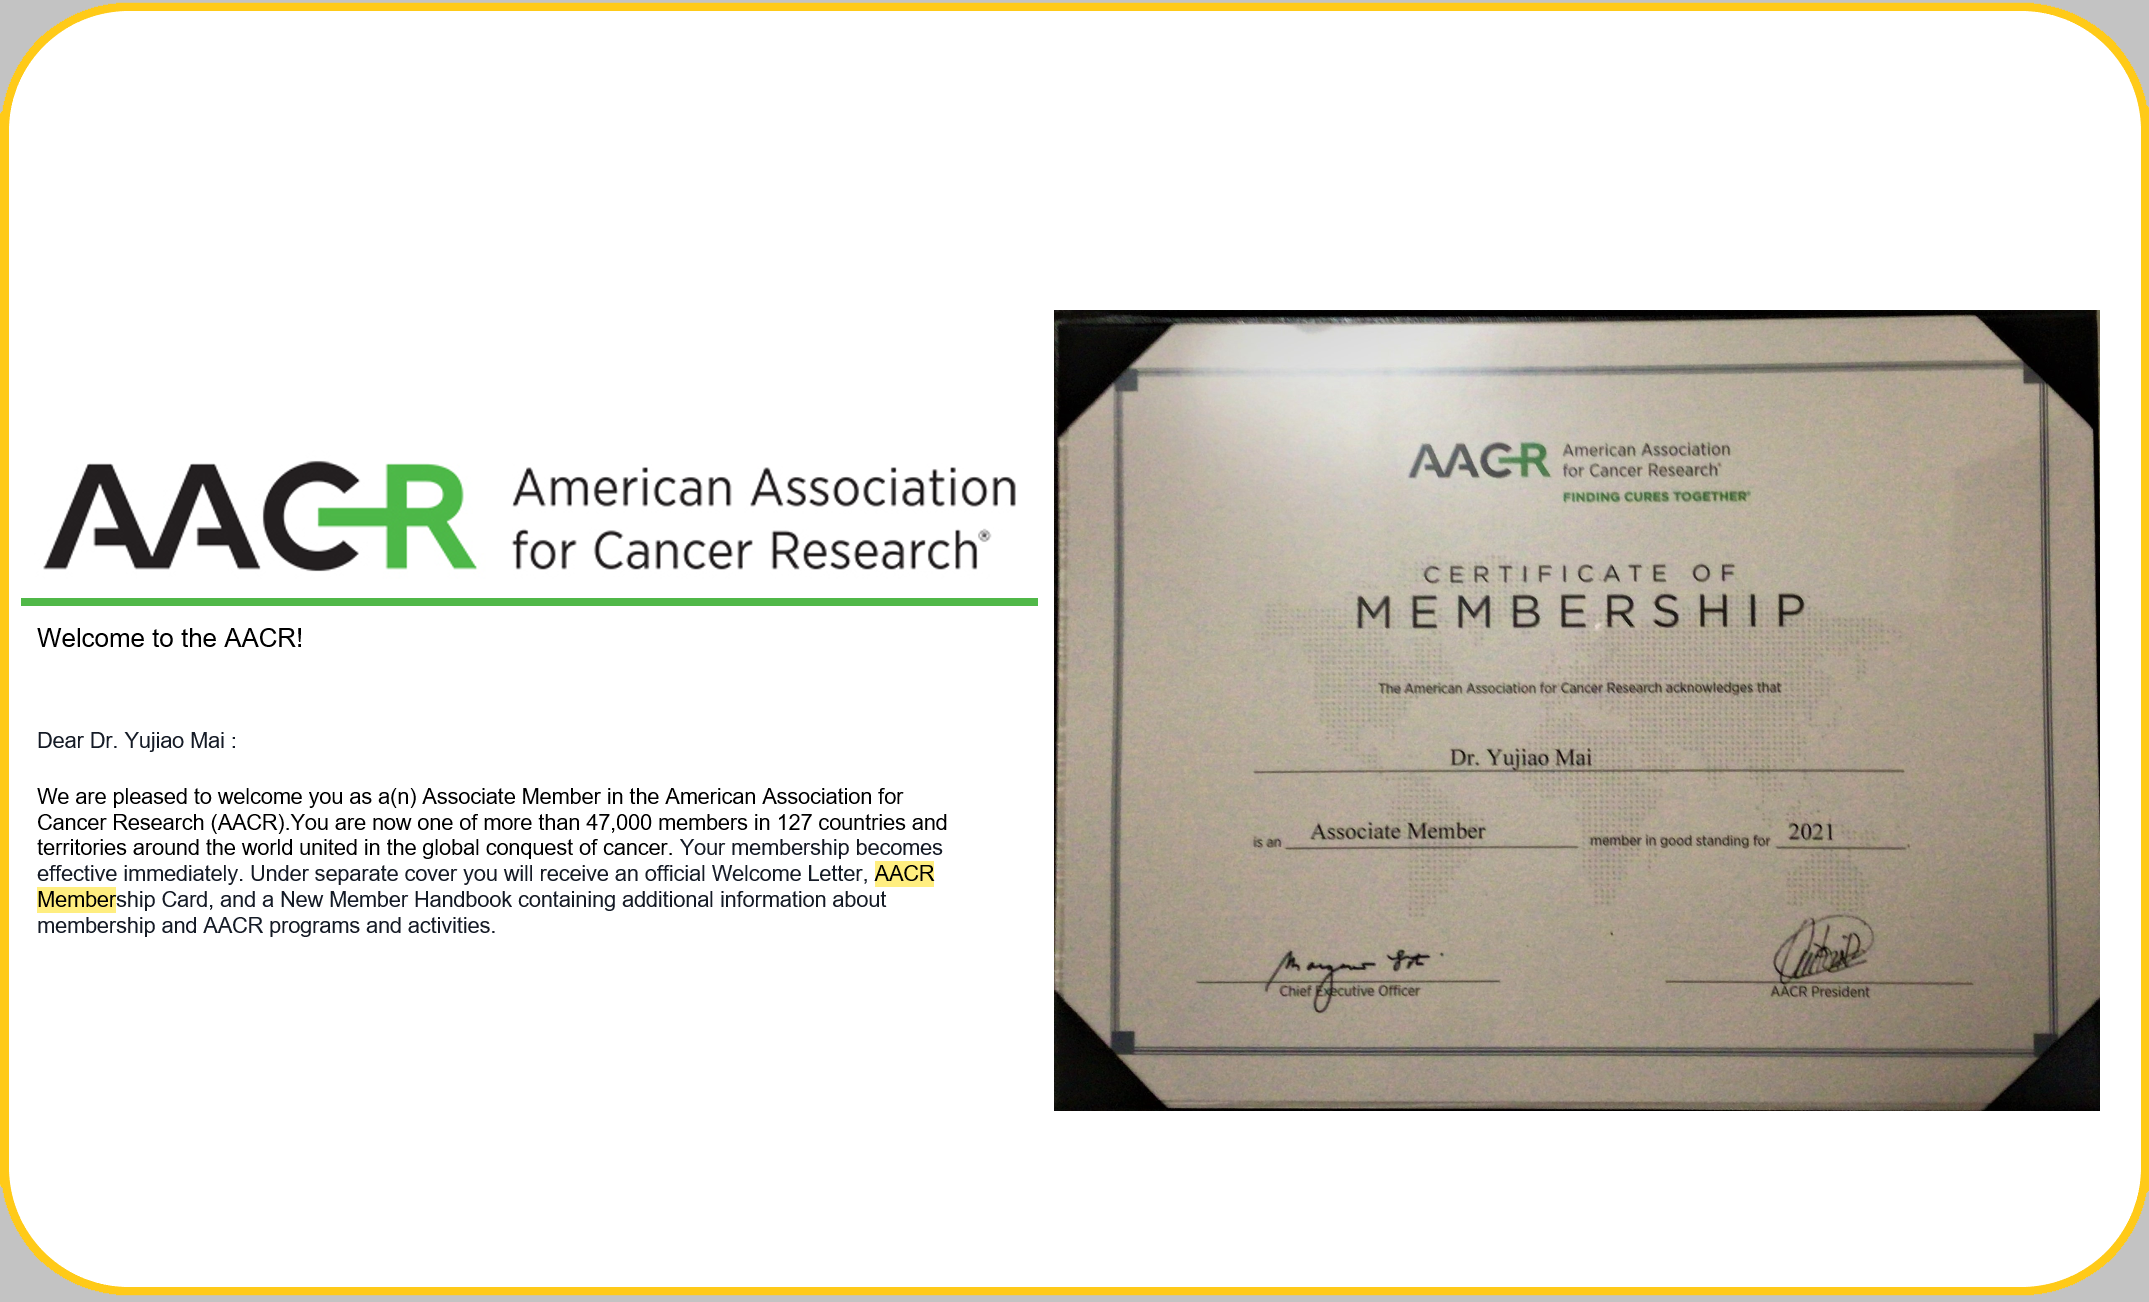 AACR American Association
for Cancer Research®
Welcome to the AACR!
Dear Dr. Yujiao Mai :
We are pleased to welcome you as a(n) Associate Member in the American Association for
Cancer Research (AACR).You are now one of more than 47,000 members in 127 countries and
territories around the world united in the global conquest of cancer. Your membership becomes
effective immediately. Under separate cover you will receive an official Welcome Letter, AACR
Membership Card, and a New Member Handbook containing additional information about
membership and AACR programs and activities.
AACR American Association
for Cancer Research®
FINDING CURES TOGETHER®
CERTIFICATE OF
MEMBERSHIP
The American Association for Cancer Research acknowledges that
Dr. Yujiao Mai
is an Associate Member member in good standing for 2021.
Chief Executive Officer
AACR President